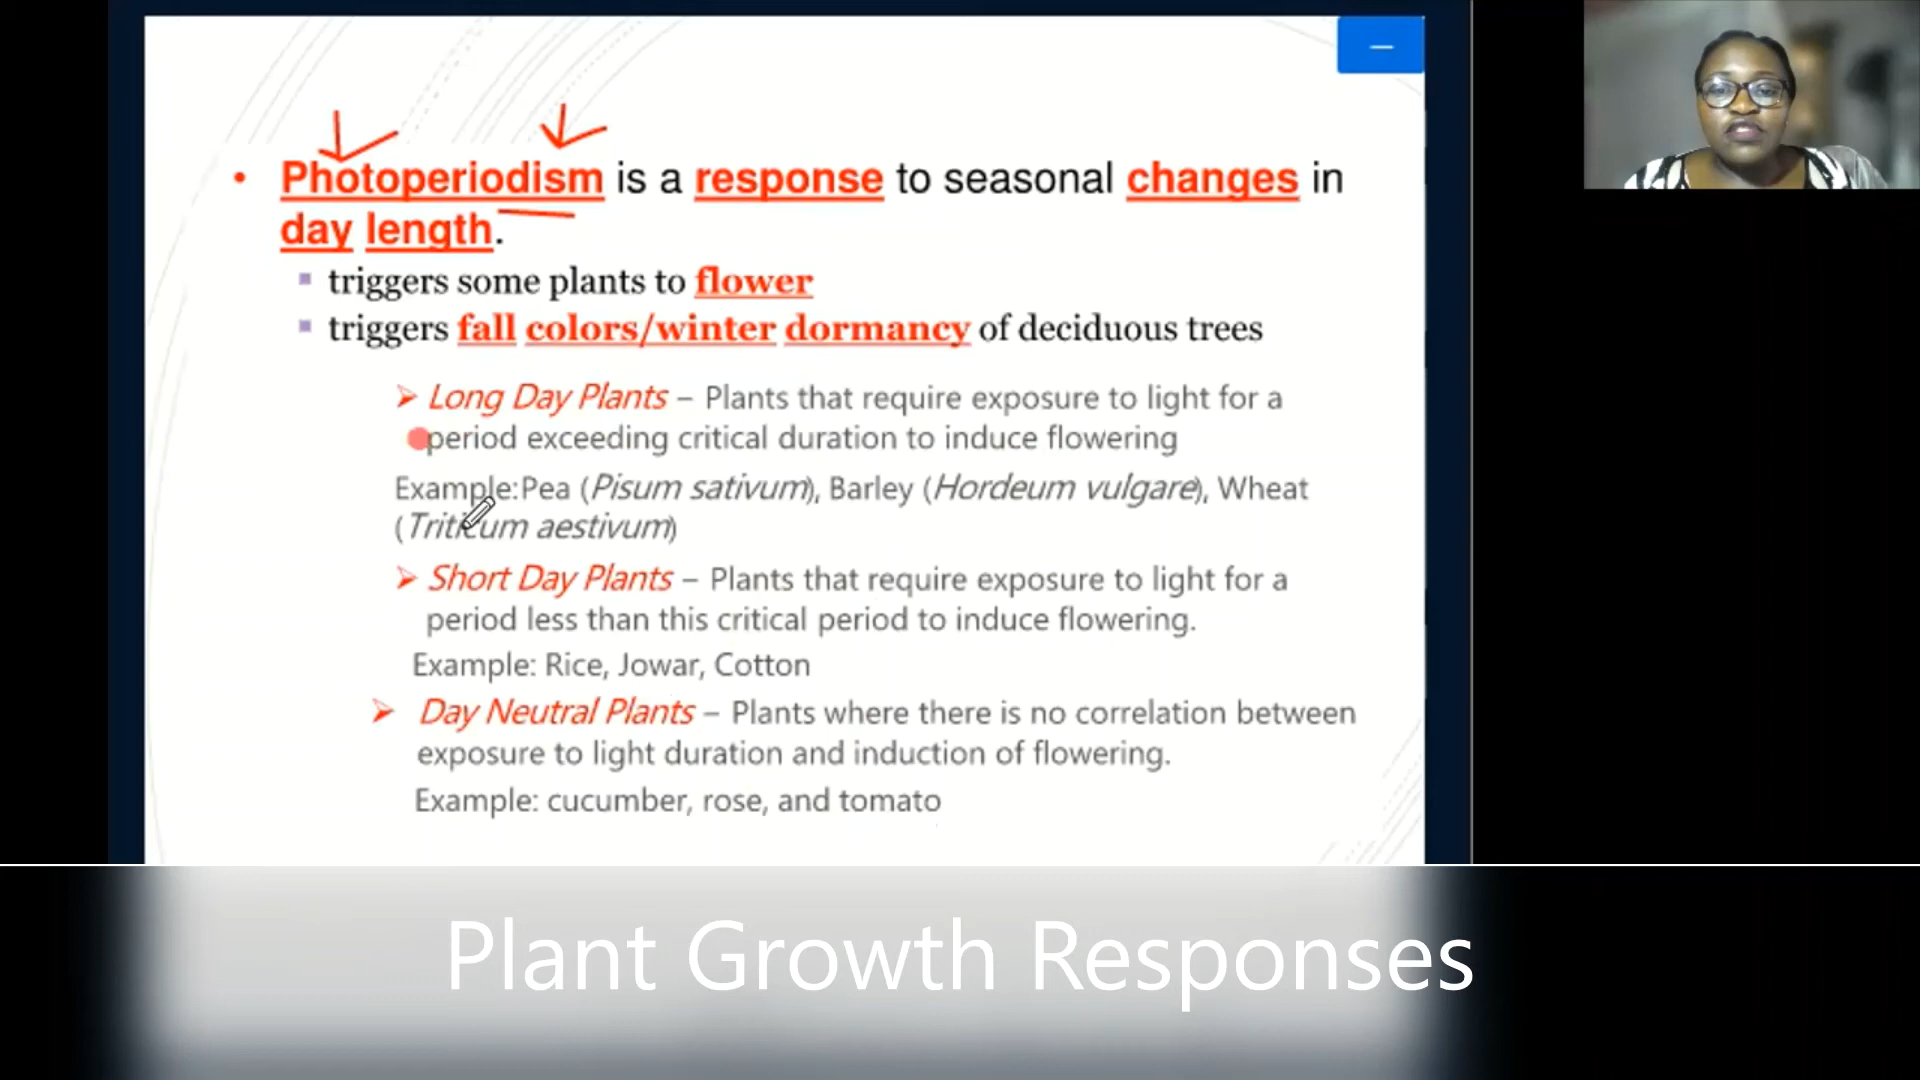 • Photoperiodism is a response to seasonal changes in
day length.
▪ triggers some plants to flower
▪ triggers fall colors/winter dormancy of deciduous trees
➢ Long Day Plants – Plants that require exposure to light for a
period exceeding critical duration to induce flowering
Example:Pea (Pisum sativum), Barley (Hordeum vulgare), Wheat
(Triticum aestivum)
➢ Short Day Plants – Plants that require exposure to light for a
period less than this critical period to induce flowering.
Example: Rice, Jowar, Cotton
➢ Day Neutral Plants – Plants where there is no correlation between
exposure to light duration and induction of flowering.
Example: cucumber, rose, and tomato
Plant Growth Responses